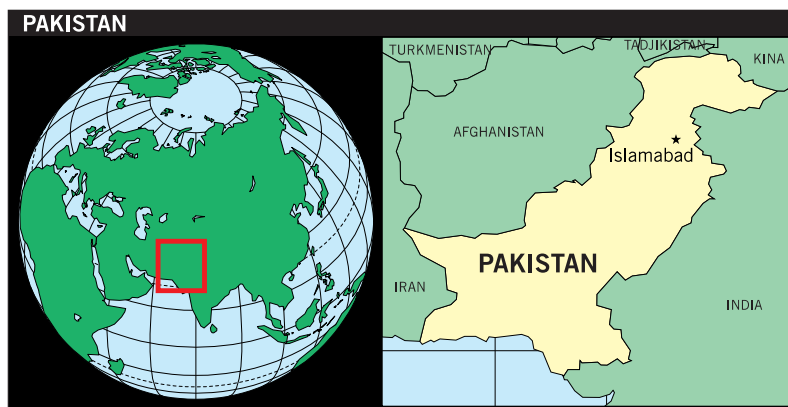 PAKISTAN
TURKMENISTAN
TADJIKISTAN
KINA
AFGHANISTAN
Islamabad
PAKISTAN
IRAN
INDIA